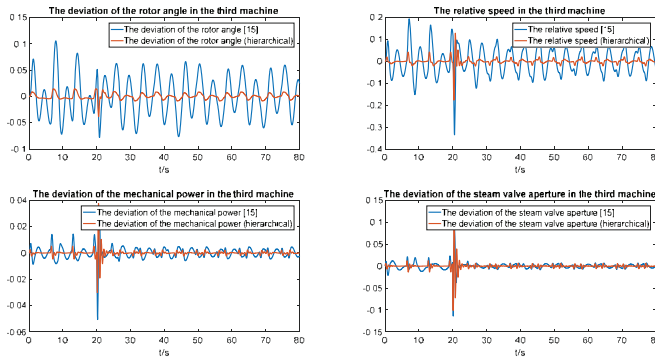 The deviation of the rotor angle in the third machine
0.15
The deviation of the rotor angle [15]
The deviation of the rotor angle (hierarchical)
0.1
0.05
0
-0.05
-0.1
0 10 20 30 40 50 60 70 80
t/s
The relative speed in the third machine
0.2
The relative speed [15]
The relative speed (hierarchical)
0.1
0
-0.1
-0.2
-0.3
-0.4
0 10 20 30 40 50 60 70 80
t/s
The deviation of the mechanical power in the third machine
0.04
The deviation of the mechanical power [15]
The deviation of the mechanical power (hierarchical)
0.02
0
-0.02
-0.04
-0.06
0 10 20 30 40 50 60 70 80
t/s
The deviation of the steam valve aperture in the third machine
0.15
The deviation of the steam valve aperture [15]
The deviation of the steam valve aperture (hierarchical)
0.1
0.05
0
-0.05
-0.1
-0.15
0 10 20 30 40 50 60 70 80
t/s